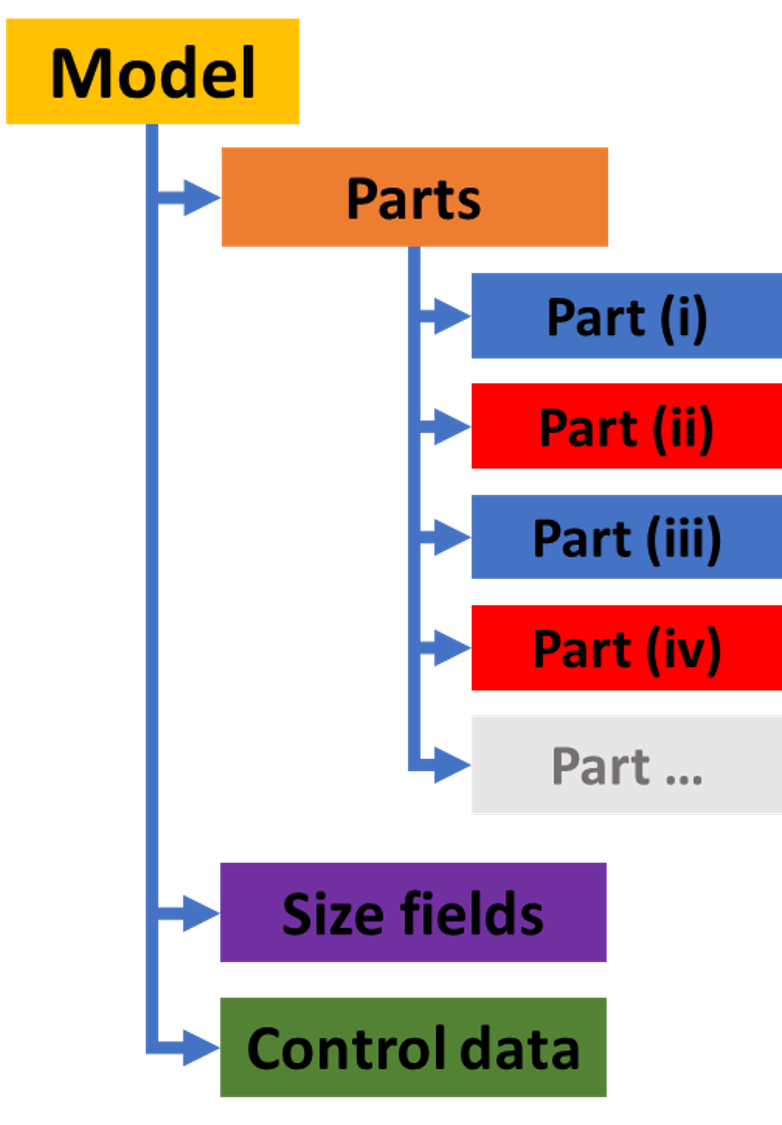 Model
Parts
Part (i)
Part (ii)
Part (iii)
Part (iv)
Part ...
Size fields
Control data